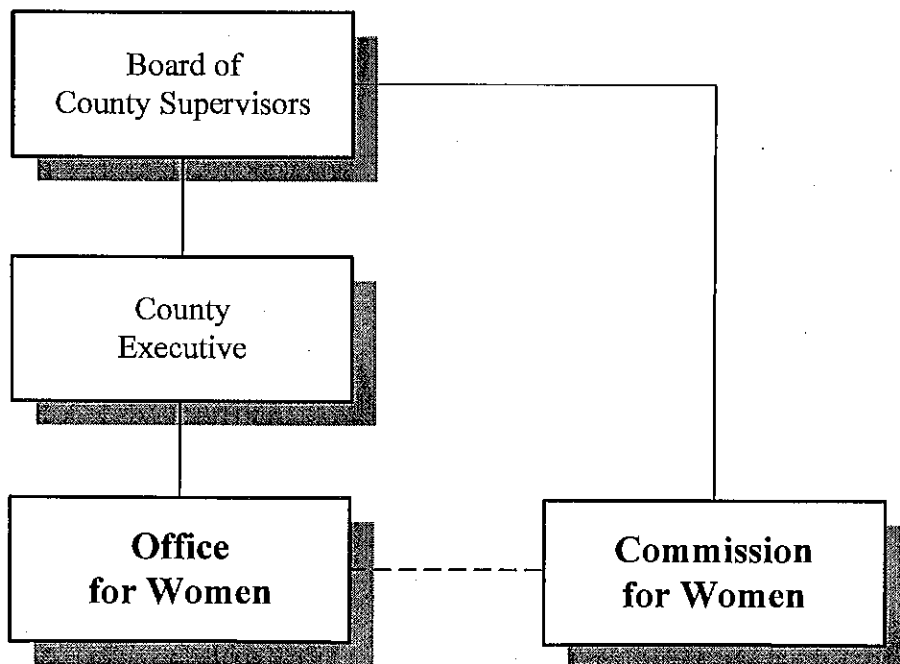 Board of
County Supervisors
County
Executive
Office
for Women
Commission
for Women